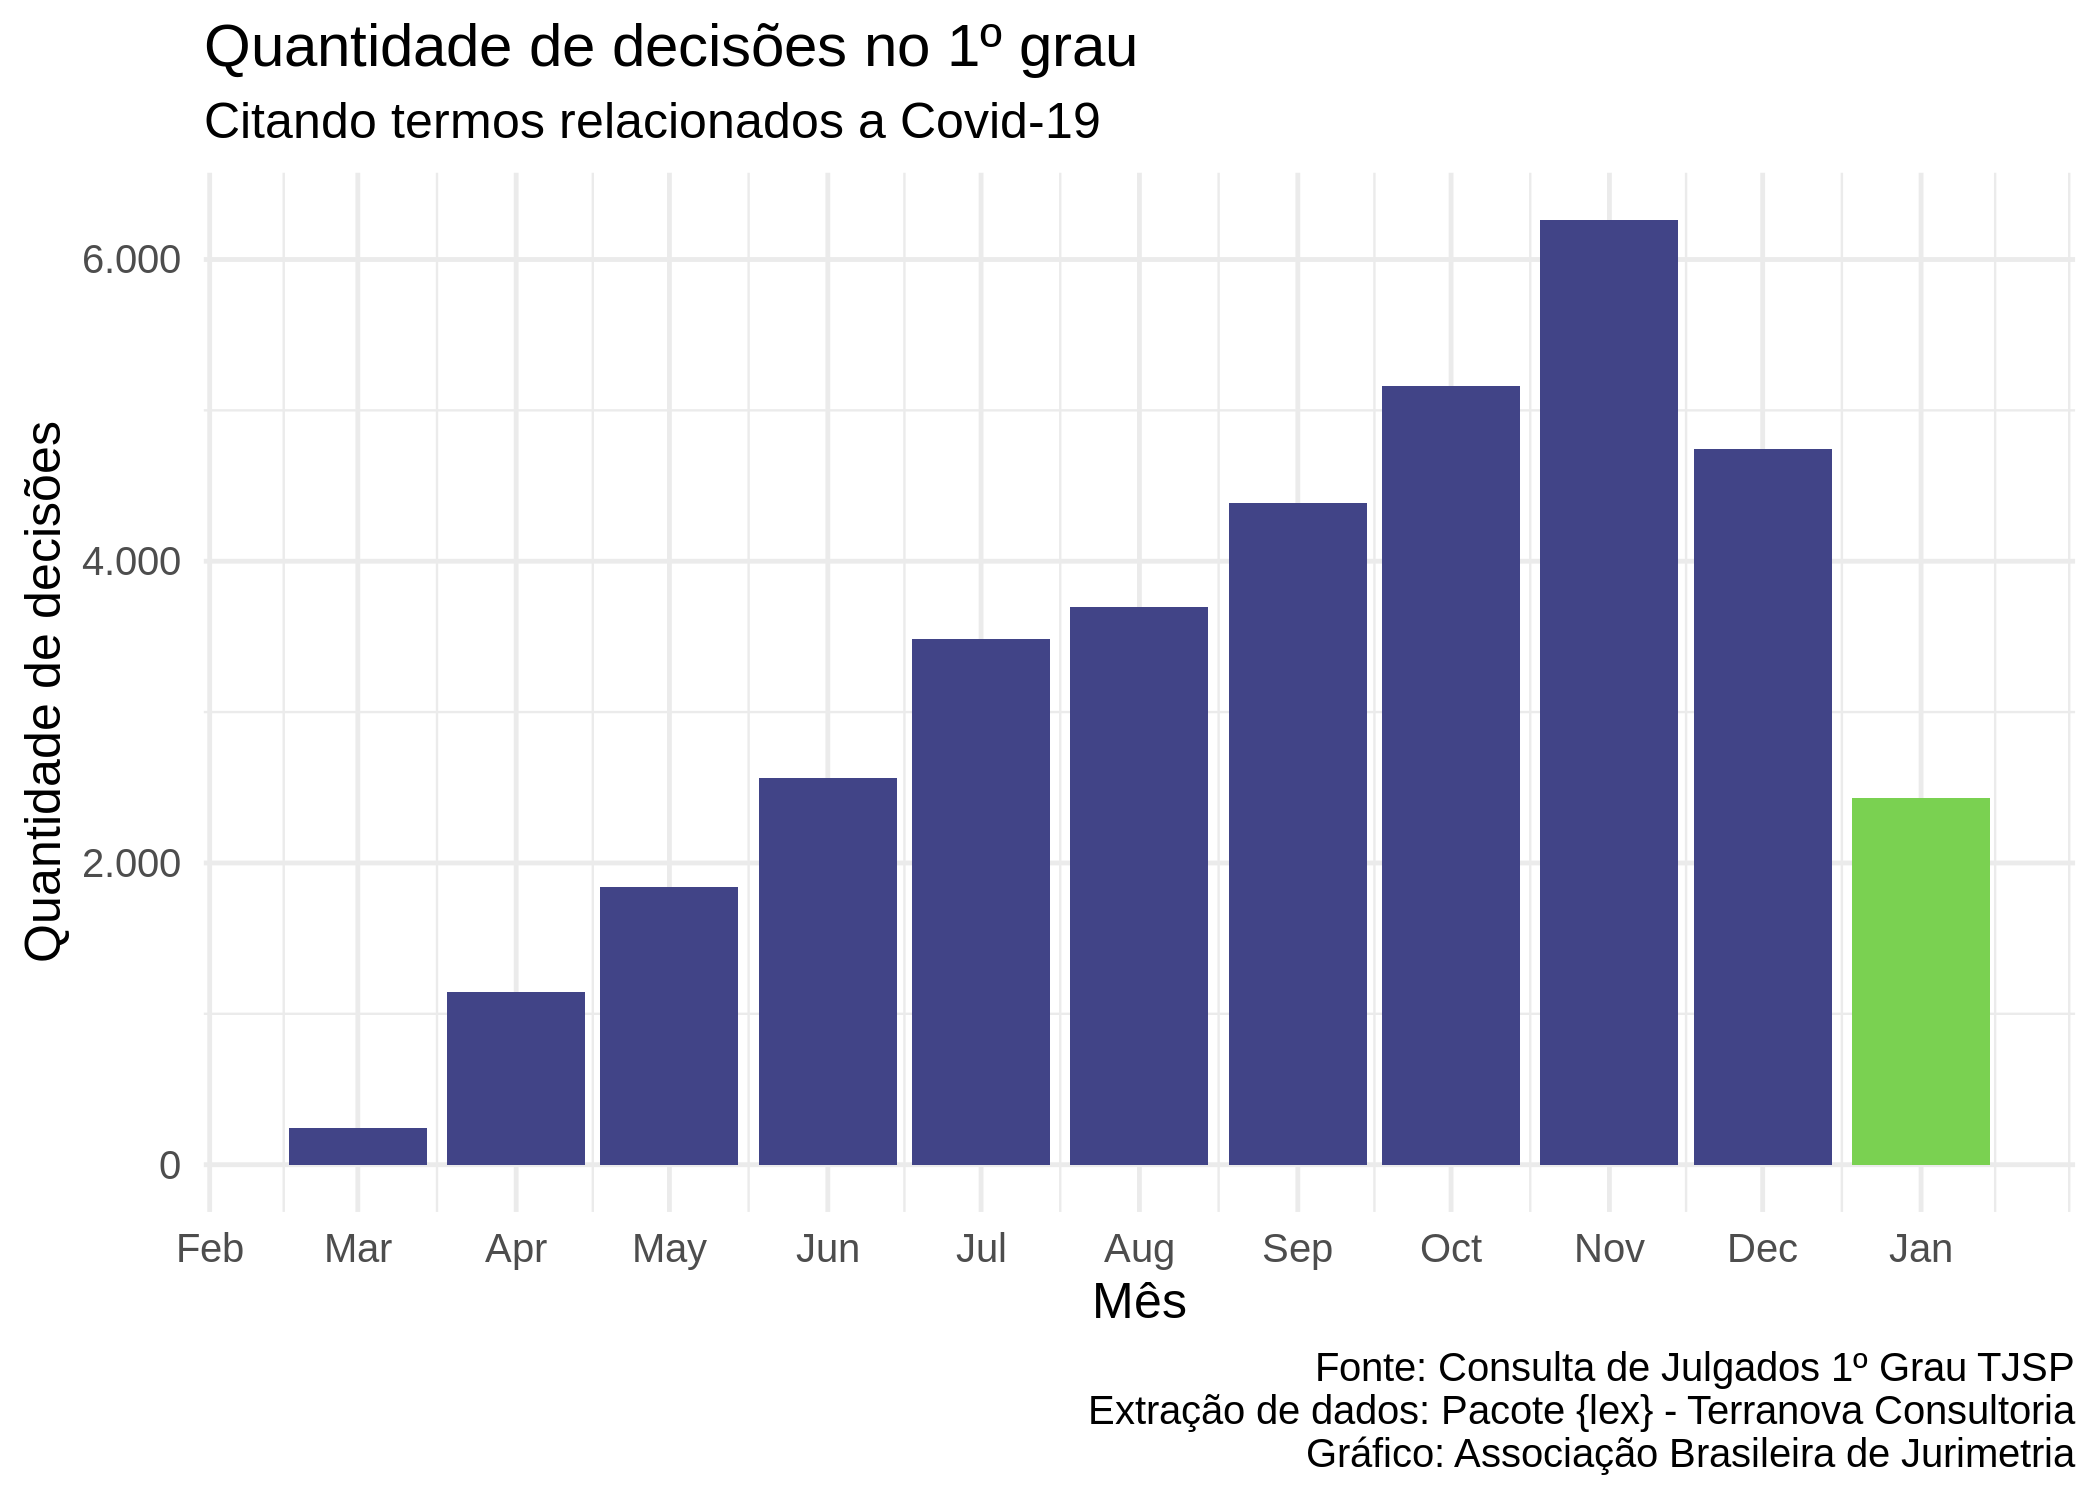 Quantidade de decisões no 1º grau
Citando termos relacionados a Covid-19
Quantidade de decisões
6.000
4.000
2.000
0
Feb Mar Apr May Jun Jul Aug Sep Oct Nov Dec Jan
Mês
Fonte: Consulta de Julgados 1º Grau TJSP
Extração de dados: Pacote {lex} - Terranova Consultoria
Gráfico: Associação Brasileira de Jurimetria